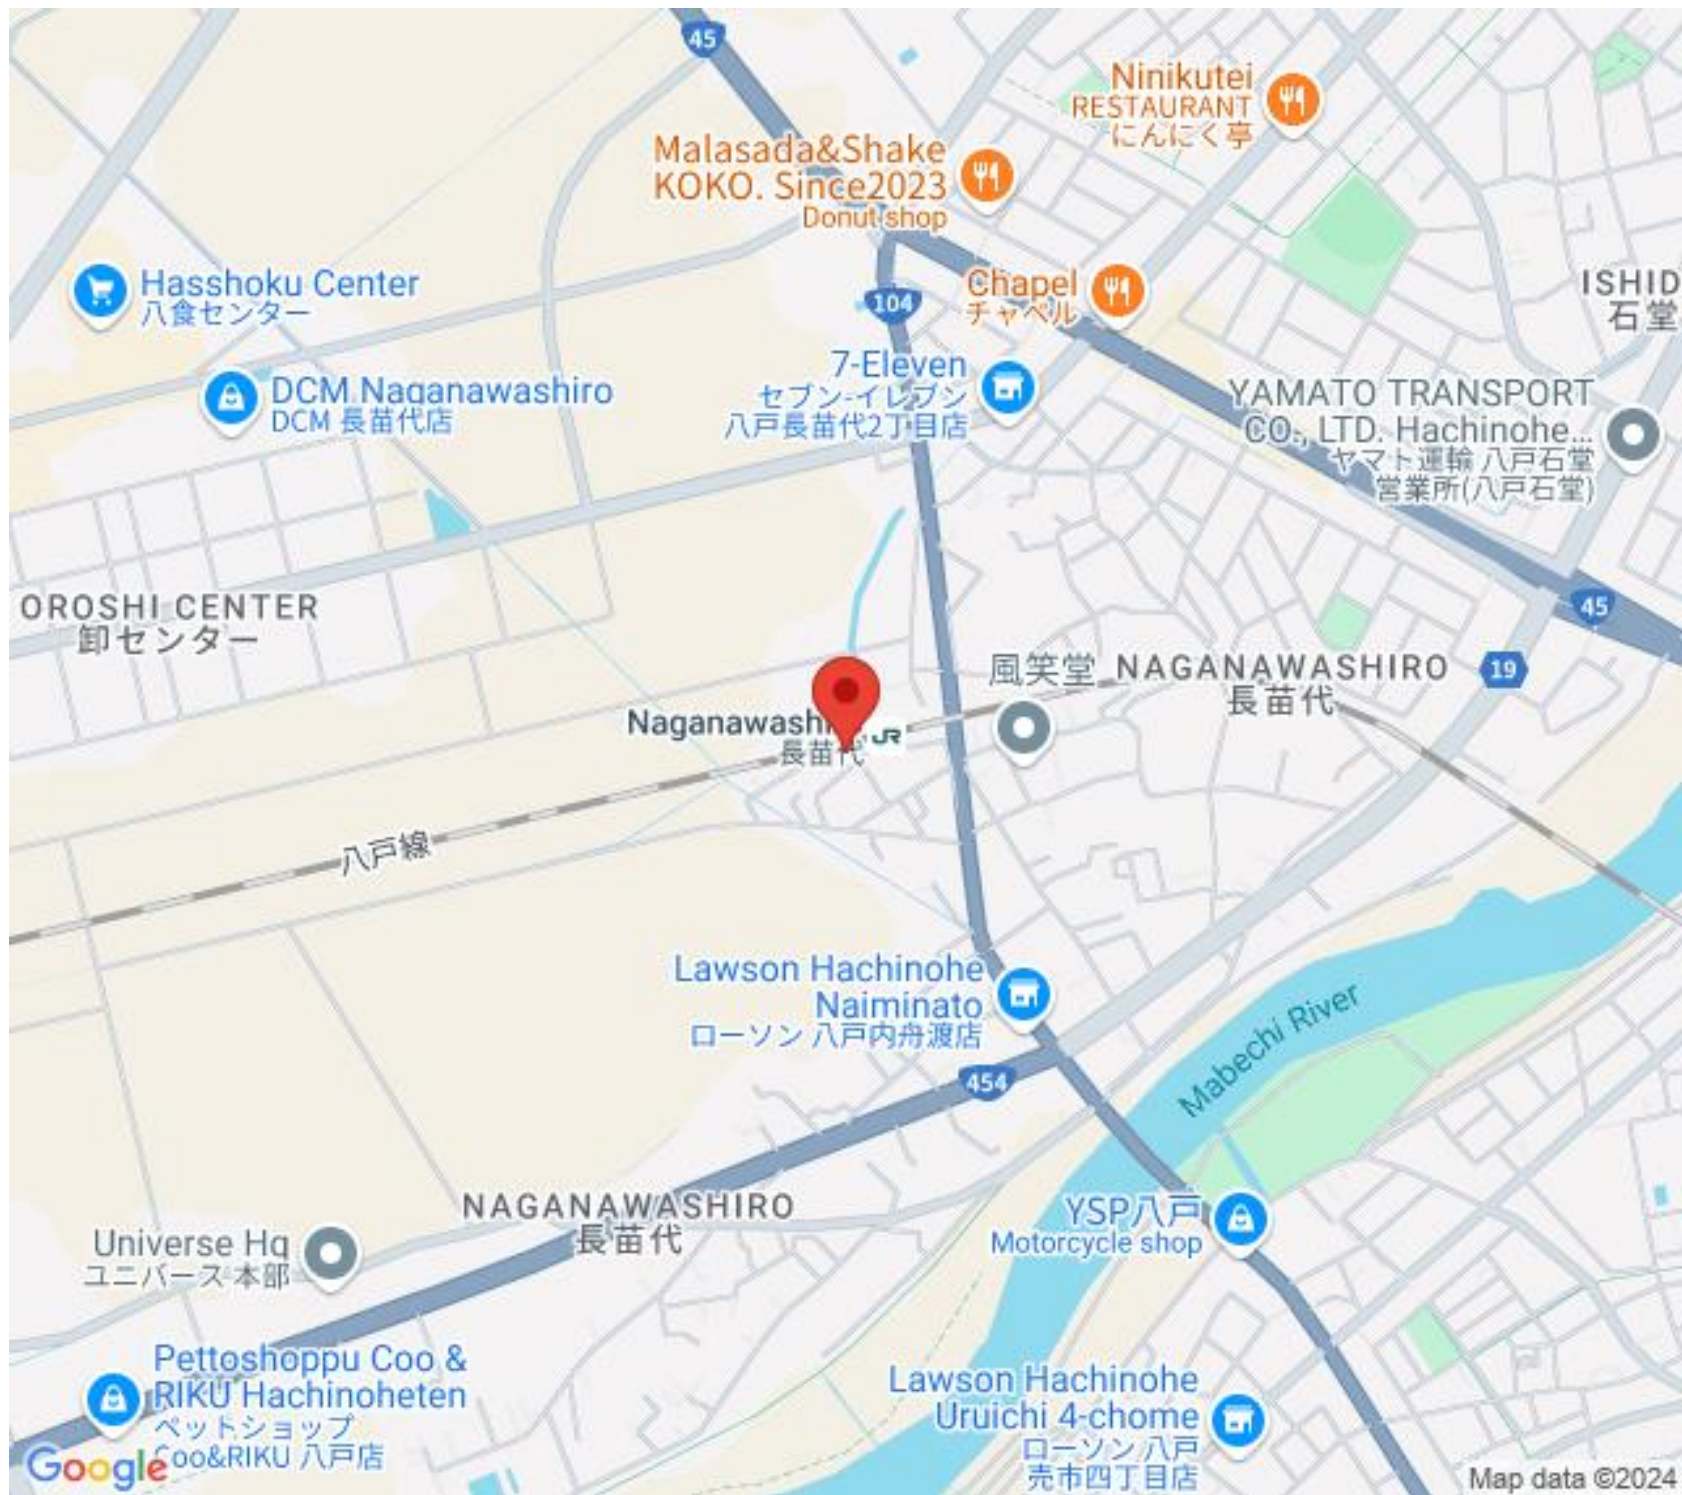 45
Ninikutei
RESTAURANT
にんにく亭
Malasada&Shake
KOKO. Since2023
Donut shop
Hasshoku Center
八食センター
104
Chapel
チャペル
ISHID
石堂
7-Eleven
セブン-イレブン
八戸長苗代2丁目店
DCM Naganawashiro
DCM 長苗代店
YAMATO TRANSPORT
CO., LTD. Hachinohe...
ヤマト運輸 八戸石堂
営業所(八戸石堂)
OROSHI CENTER
卸センター
45
風笑堂
NAGANAWASHIRO
長苗代
19
Naganawashi
長苗代
JR
八戸線
Lawson Hachinohe
Naiminato
ローソン 八戸内舟渡店
Mabechi River
454
NAGANAWASHIRO
長苗代
YSP八戸
Motorcycle shop
Universe Hq
ユニバース 本部
Pettoshoppu Coo &
RIKU Hachinoheten
ペットショップ
Coo&RIKU 八戸店
Lawson Hachinohe
Uruichi 4-chome
ローソン 八戸
売市四丁目店
Google
Map data ©2024